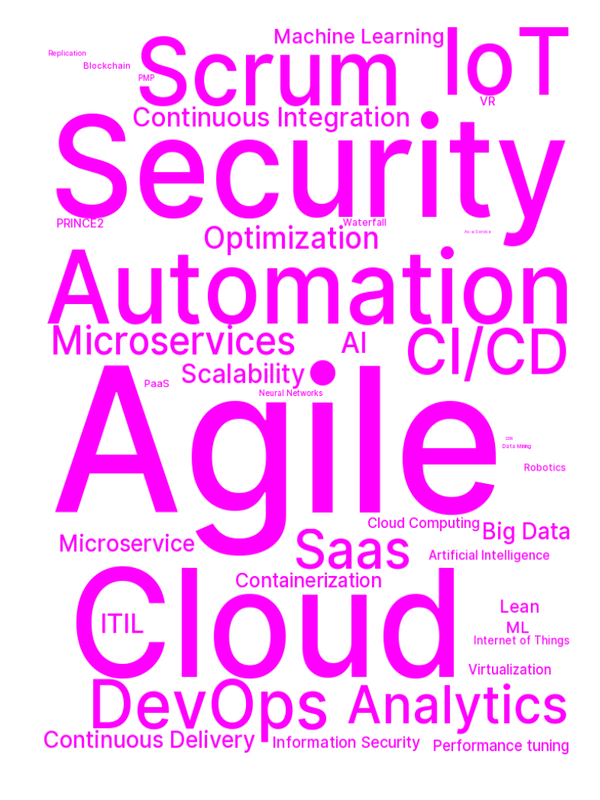 Machine Learning
IoT
Replication
Scrum
Blockchain
PMP
VR
Continuous Integration
Security
PRINCE2
Waterfall
As-a-Service
Optimization
Automation
Microservices
AI
CI/CD
Scalability
PaaS
Neural Networks
Agile
Data Mining
Robotics
Cloud Computing
Big Data
Microservice
Saas
Artificial Intelligence
Containerization
Cloud
Lean
ITIL
ML
Internet of Things
Virtualization
DevOps
Analytics
Continuous Delivery
Information Security
Performance tuning